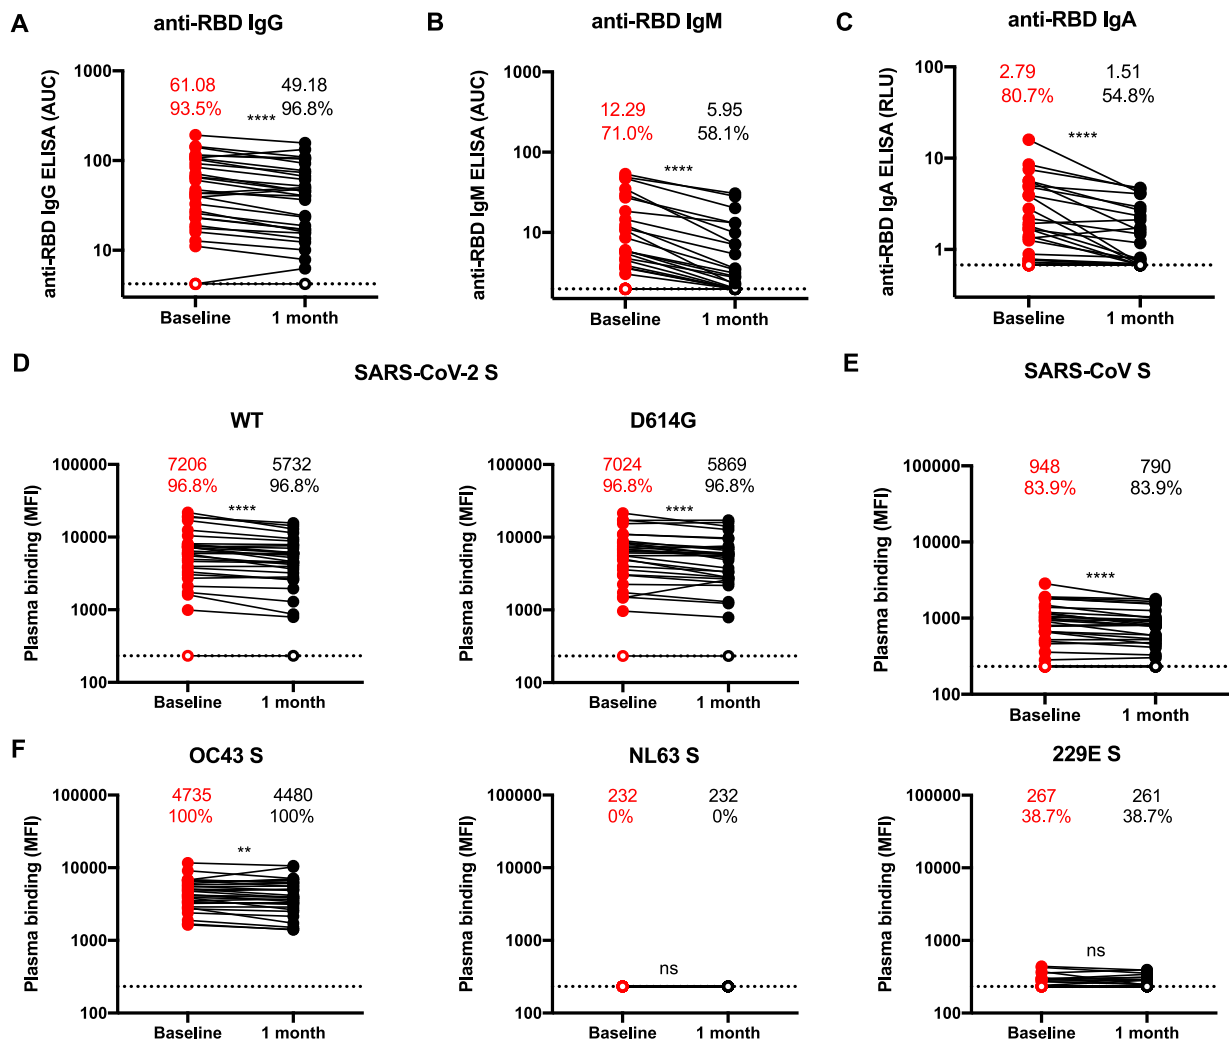 A
anti-RBD IgG
anti-RBD IgG ELISA (AUC)
1000
100
10
61.08
93.5%
49.18
96.8%
****
Baseline
1 month
B
anti-RBD IgM
anti-RBD IgM ELISA (AUC)
1000
100
10
12.29
71.0%
5.95
58.1%
****
Baseline
1 month
C
anti-RBD IgA
anti-RBD IgA ELISA (RLU)
100
10
1
2.79
80.7%
1.51
54.8%
****
Baseline
1 month
D
SARS-CoV-2 S
WT
Plasma binding (MFI)
100000
10000
1000
100
7206
96.8%
5732
96.8%
****
Baseline
1 month
D614G
Plasma binding (MFI)
100000
10000
1000
100
7024
96.8%
5869
96.8%
****
Baseline
1 month
E
SARS-CoV S
Plasma binding (MFI)
100000
10000
1000
100
948
83.9%
790
83.9%
****
Baseline
1 month
F
OC43 S
Plasma binding (MFI)
100000
10000
1000
100
4735
100%
4480
100%
**
Baseline
1 month
NL63 S
Plasma binding (MFI)
100000
10000
1000
100
232
0%
232
0%
ns
Baseline
1 month
229E S
Plasma binding (MFI)
100000
10000
1000
100
267
38.7%
261
38.7%
ns
Baseline
1 month